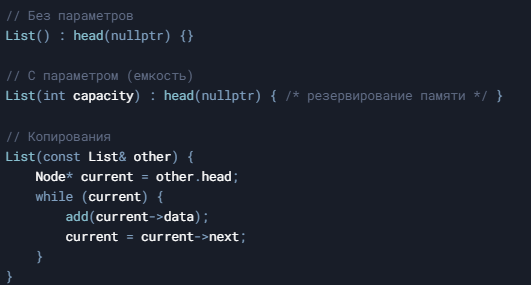 // Без параметров
List() : head(nullptr) {}
// С параметром (емкость)
List(int capacity) : head(nullptr) { /* резервирование памяти */ }
// Копирования
List(const List& other) {
    Node* current = other.head;
    while (current) {
        add(current->data);
        current = current->next;
    }
}